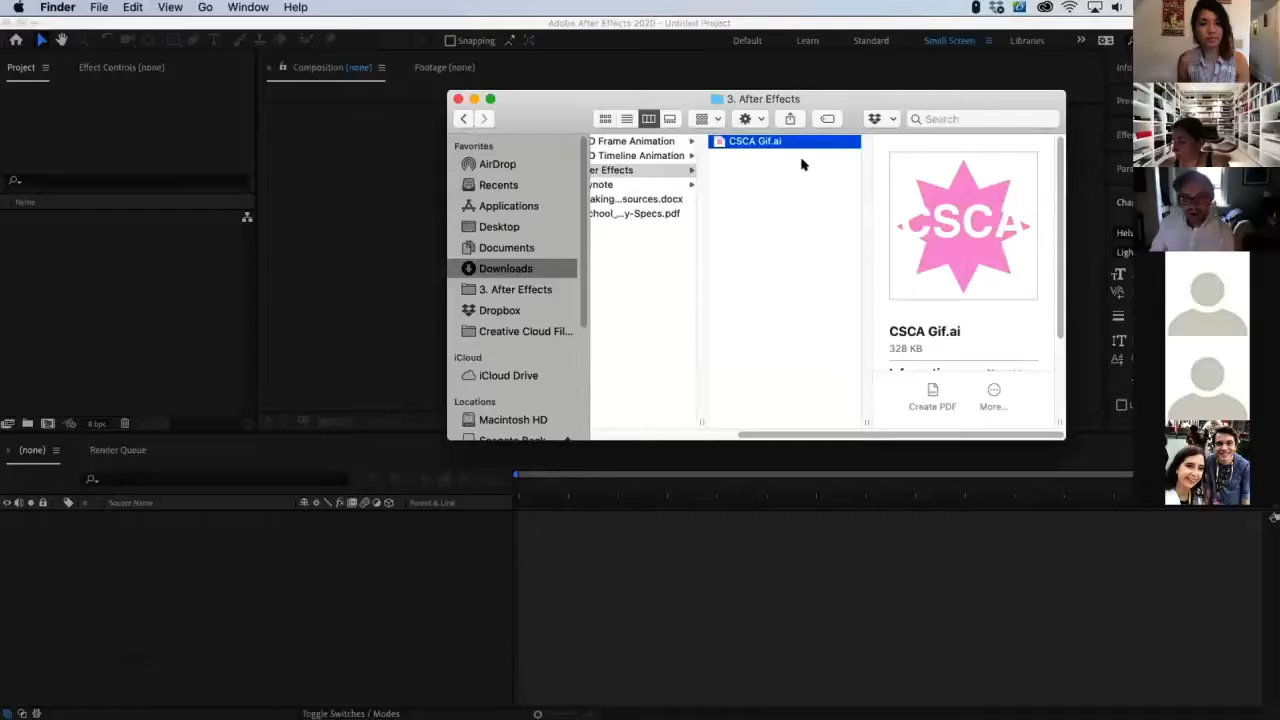 Finder File Edit View Go Window Help
Adobe After Effects 2020 - Untitled Project
Snapping Default Learn Standard Small Screen Libraries »
Project Effect Controls (none) Composition (none) Footage (none) Info
3. After Effects
Search
Favorites
AirDrop
Recents
Applications
Desktop
Documents
Downloads
3. After Effects
Dropbox
Creative Cloud Fil...
iCloud
iCloud Drive
Locations
Macintosh HD
D Frame Animation
D Timeline Animation
er Effects
ynote
aking...sources.docx
chool_...y-Specs.pdf
CSCA Gif.ai
CSCA
CSCA Gif.ai
328 KB
Create PDF More...
Name
8 bpc
(none) Render Queue
Source Name Parent & Link
Toggle Switches / Modes